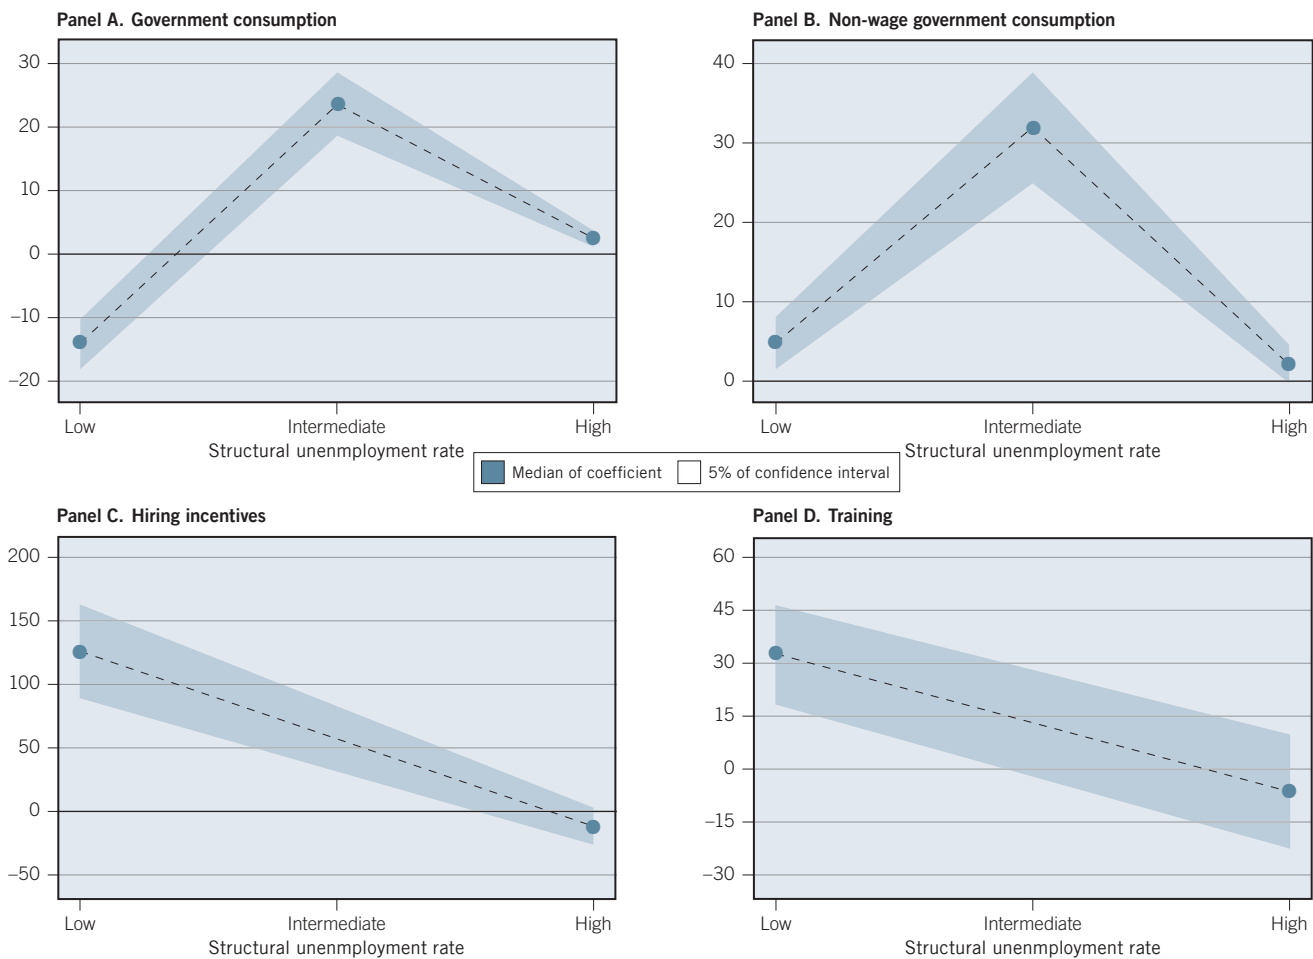 Panel A. Government consumption
30
20
10
0
–10
–20
Low
Intermediate
High
Structural unenmployment rate
Panel B. Non-wage government consumption
40
30
20
10
0
Low
Intermediate
High
Structural unenmployment rate
Median of coefficient
5% of confidence interval
Panel C. Hiring incentives
200
150
100
50
0
–50
Low
Intermediate
High
Structural unenmployment rate
Panel D. Training
60
45
30
15
0
–15
–30
Low
Intermediate
High
Structural unenmployment rate